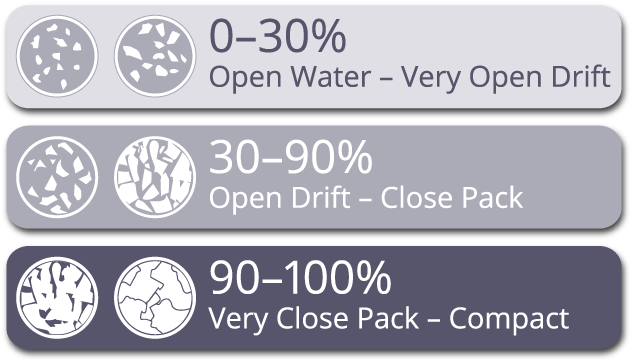 0–30%
Open Water – Very Open Drift
30–90%
Open Drift – Close Pack
90–100%
Very Close Pack – Compact